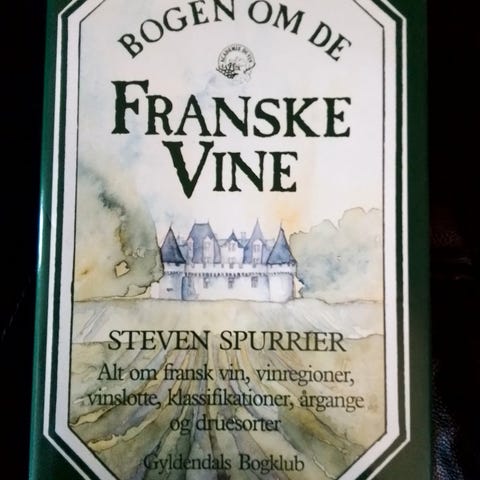 BOGEN OM DE
FRANSKE
VINE
STEVEN SPURRIER
Alt om fransk vin, vinregioner,
vinslotte, klassifikationer, årgange
og druesorter
Gyldendals Bogklub